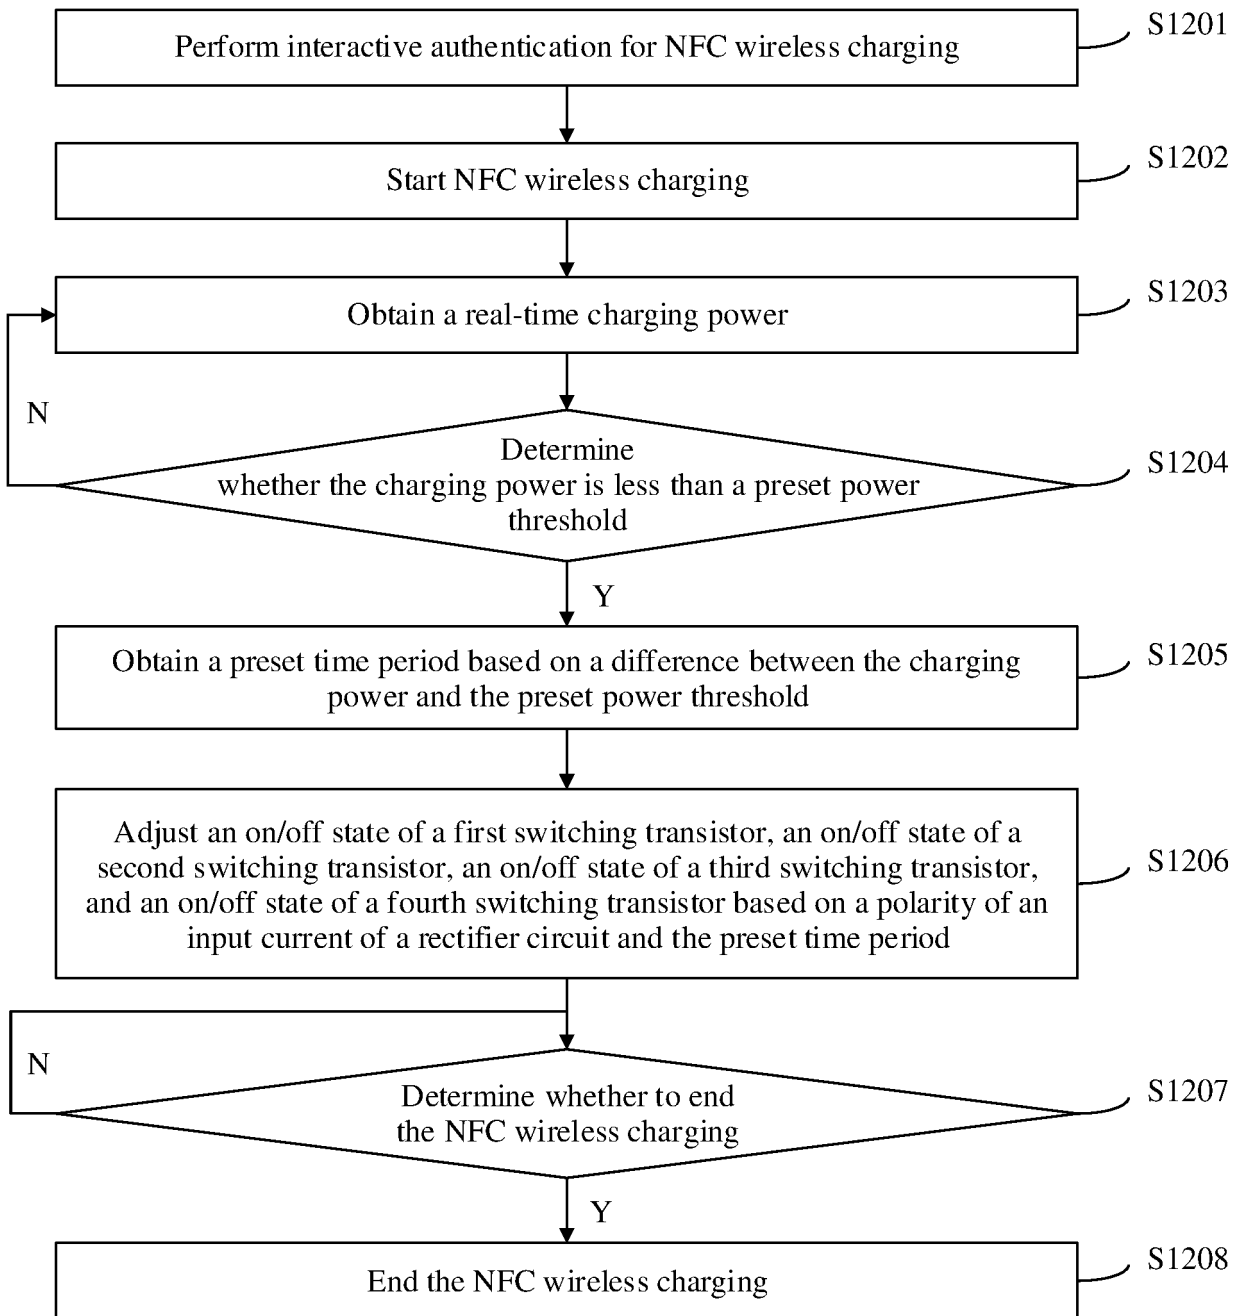 Perform interactive authentication for NFC wireless charging
S1201
Start NFC wireless charging
S1202
Obtain a real-time charging power
S1203
N
Determine
whether the charging power is less than a preset power
threshold
S1204
Y
Obtain a preset time period based on a difference between the charging
power and the preset power threshold
S1205
Adjust an on/off state of a first switching transistor, an on/off state of a
second switching transistor, an on/off state of a third switching transistor,
and an on/off state of a fourth switching transistor based on a polarity of an
input current of a rectifier circuit and the preset time period
S1206
N
Determine whether to end
the NFC wireless charging
S1207
Y
End the NFC wireless charging
S1208